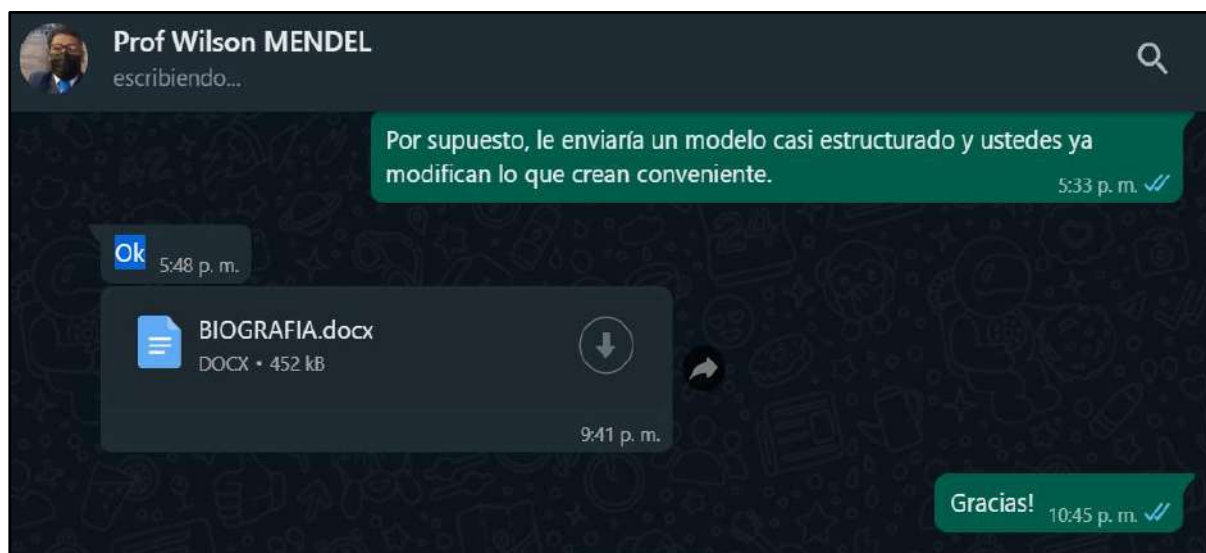 Prof Wilson MENDEL
escribiendo...
Por supuesto, le enviaría un modelo casi estructurado y ustedes ya
modifican lo que crean conveniente.
5:33 p. m.
Ok
5:48 p. m.
BIOGRAFIA.docx
DOCX • 452 kB
9:41 p. m.
Gracias!
10:45 p. m.